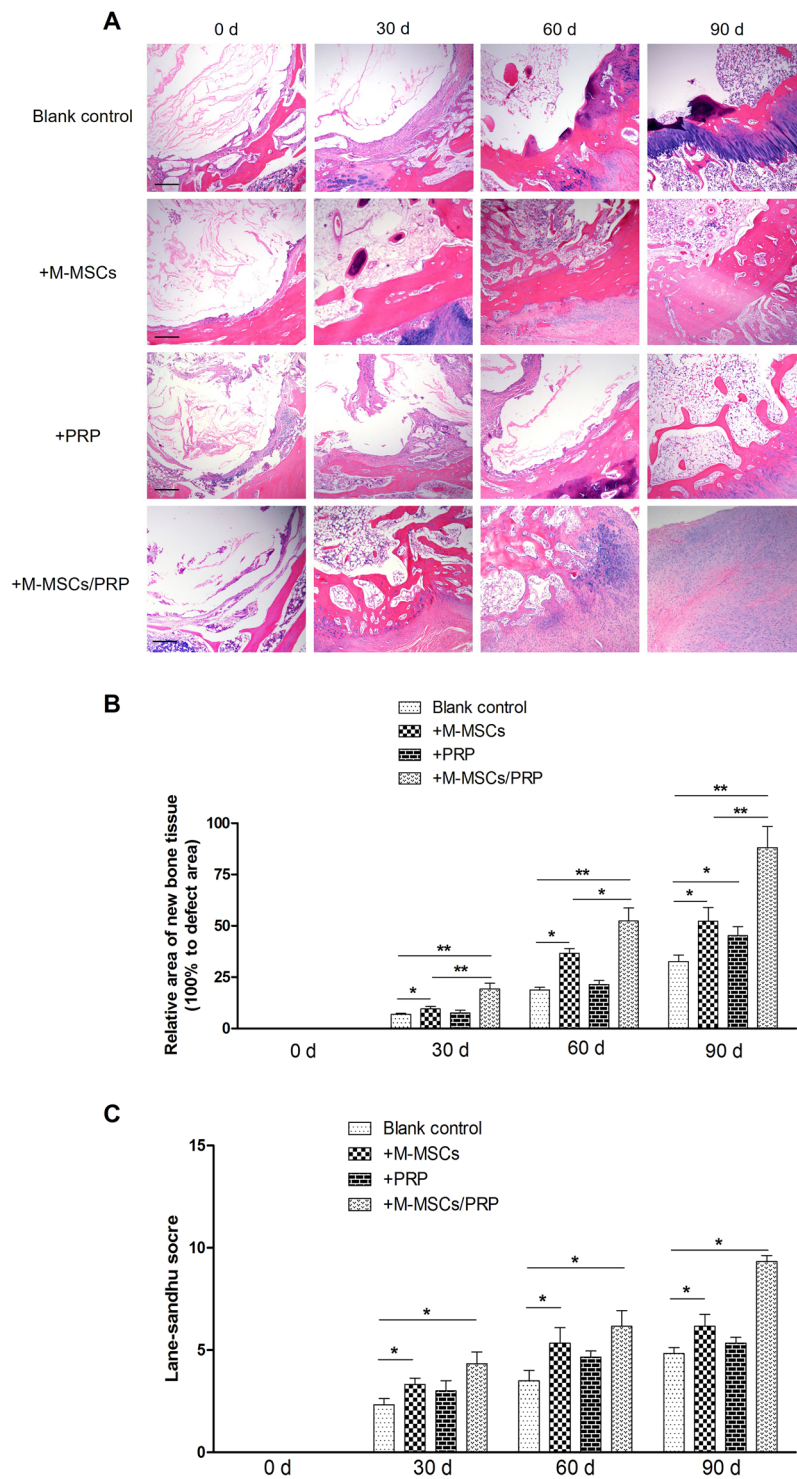 A
0 d 30 d 60 d 90 d
Blank control
+M-MSCs
+PRP
+M-MSCs/PRP
B
Blank control
+M-MSCs
+PRP
+M-MSCs/PRP
Relative area of new bone tissue
(100% to defect area)
100
75
50
25
0
** ** * * *
** * *
** ** *
0 d 30 d 60 d 90 d
C
Blank control
+M-MSCs
+PRP
+M-MSCs/PRP
Lane-sandhu socre
15
10
5
0
* *
* *
* *
0 d 30 d 60 d 90 d